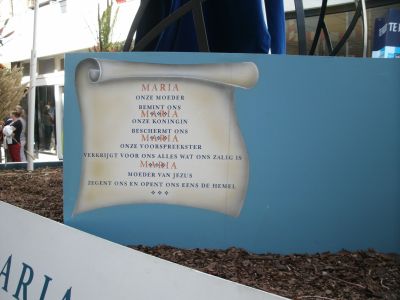 MARIA
ONZE MOEDER
BEMINT ONS
MARIA
ONZE KONINGIN
BESCHERMT ONS
MARIA
ONZE VOORSPREEKSTER
VERKRIJGT VOOR ONS ALLES WAT ONS ZALIG IS
MARIA
MOEDER VAN JEZUS
ZEGENT ONS EN OPENT ONS EENS DE HEMEL
ARIA
TE